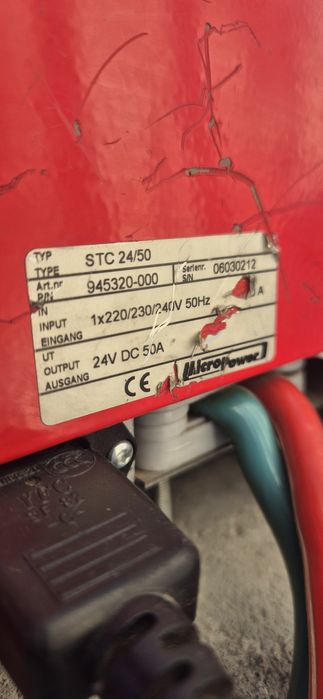 TYP
TYPE STC 24/50
Art.nr
P/N 945320-000
Serienr.
S/N 06030212
IN
INPUT 1x220/230/240V 50Hz A
EINGANG
UT
OUTPUT 24V DC 50A
AUSGANG
CE MicroPower